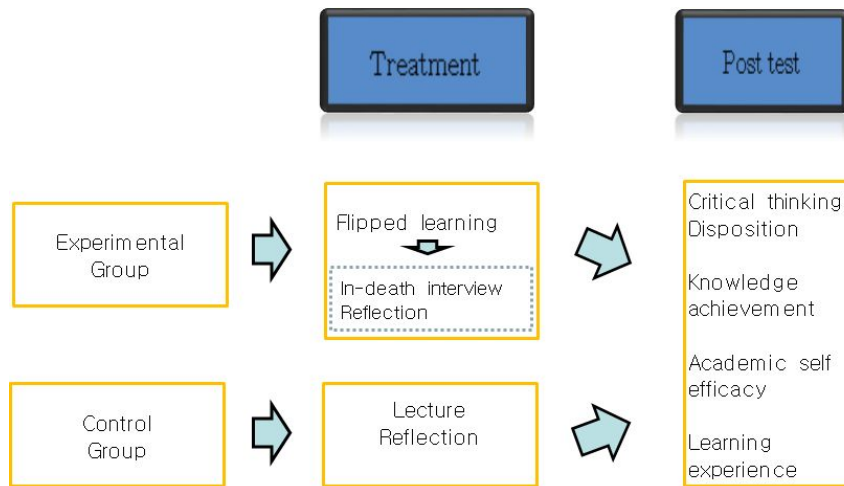 Treatment
Post test
Experimental
Group
Flipped learning
In-death interview
Reflection
Control
Group
Lecture
Reflection
Critical thinking
Disposition
Knowledge
achievement
Academic self
efficacy
Learning
experience